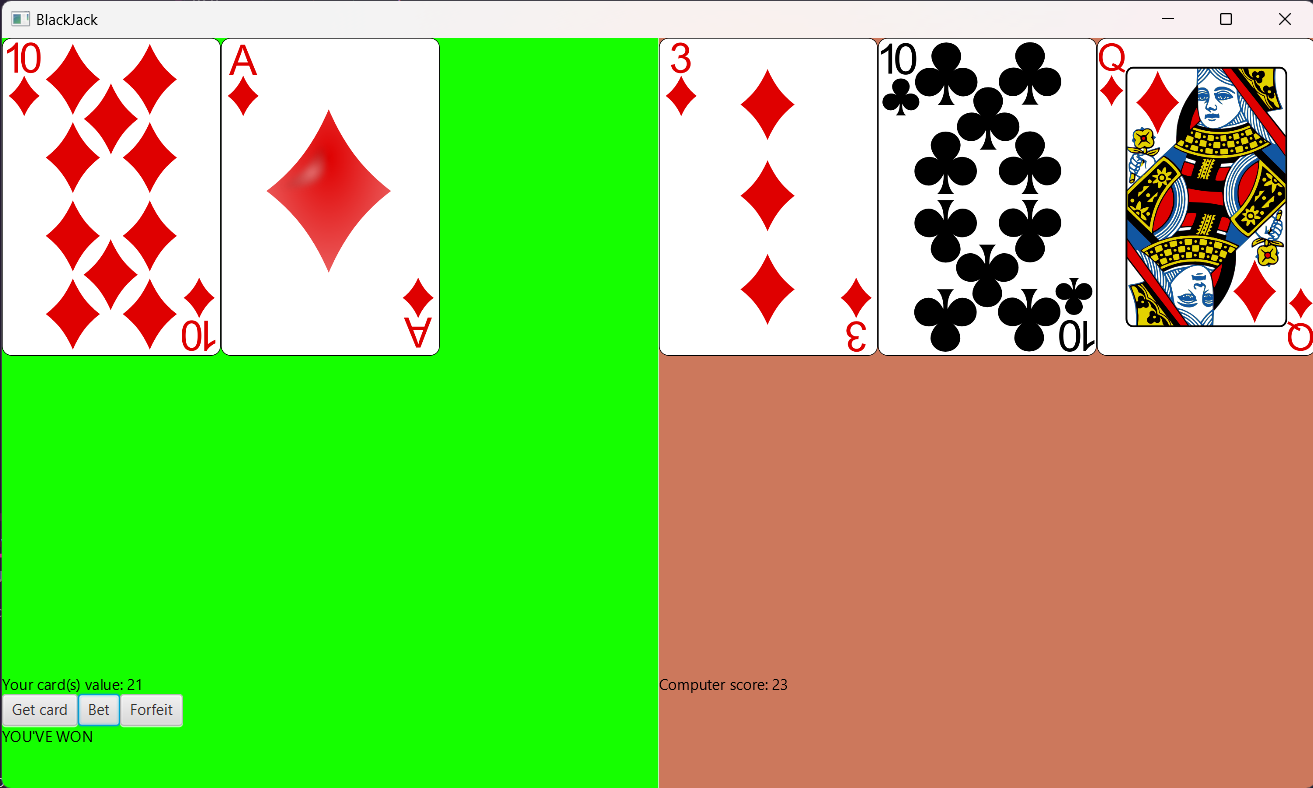 BlackJack
10
10
A
A
3
3
10
10
Q
Q
Your card(s) value: 21
Get card Bet Forfeit
YOU'VE WON
Computer score: 23